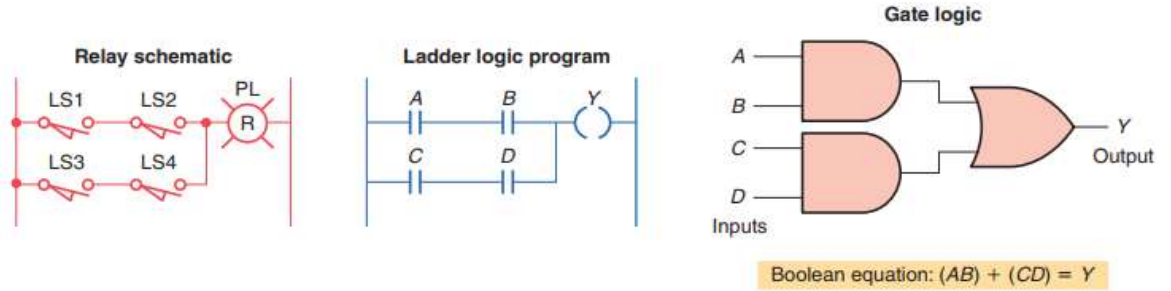 Relay schematic
LS1
LS2
PL
R
LS3
LS4
Ladder logic program
A
B
Y
C
D
Gate logic
A
B
C
D
Inputs
Y
Output
Boolean equation: (AB) + (CD) = Y